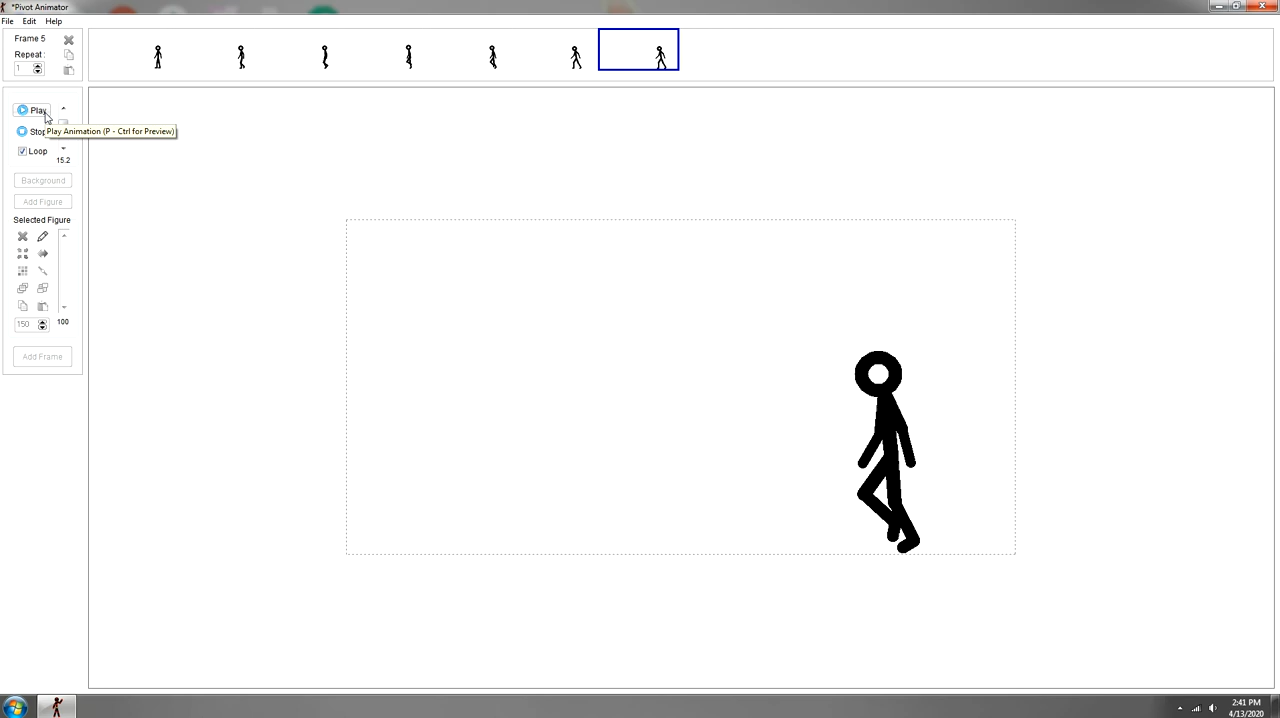 *Pivot Animator
File Edit Help
Frame 5
Repeat :
1
Play
Play Animation (P - Ctrl for Preview)
Loop
15.2
Background
Add Figure
Selected Figure
150
100
Add Frame
2:41 PM
4/13/2020